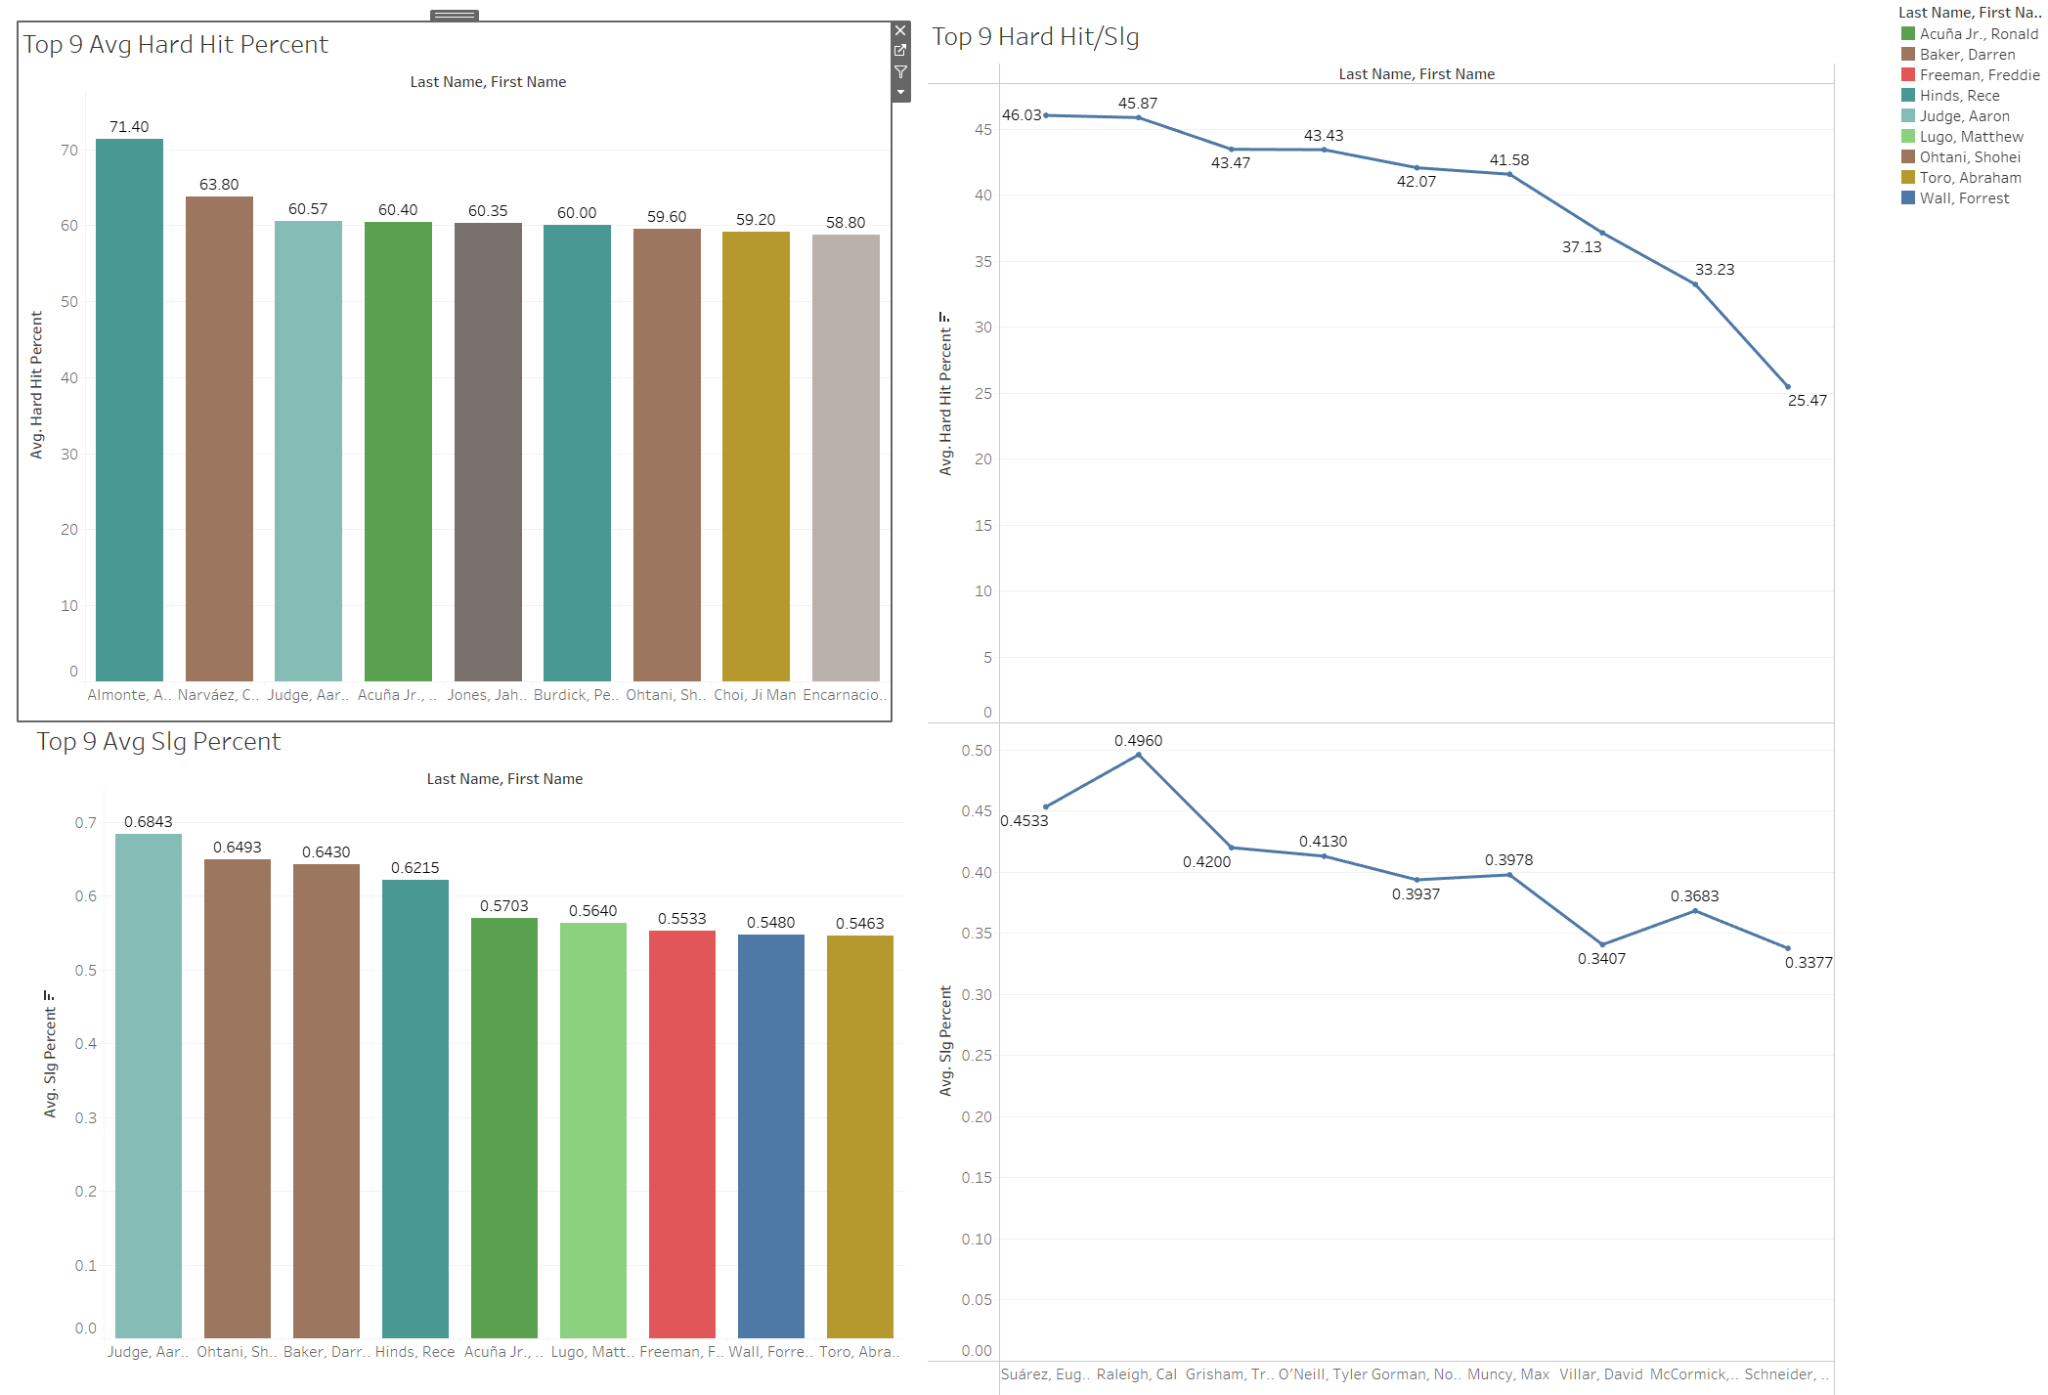 Top 9 Avg Hard Hit Percent
Last Name, First Name
Avg. Hard Hit Percent
70
60
50
40
30
20
10
0
71.40
63.80
60.57
60.40
60.35
60.00
59.60
59.20
58.80
Almonte, A..
Narváez, C..
Judge, Aar..
Acuña Jr., ..
Jones, Jah..
Burdick, Pe..
Ohtani, Sh..
Choi, Ji Man
Encarnacio..
Top 9 Avg Slg Percent
Last Name, First Name
Avg. Slg Percent
0.7
0.6
0.5
0.4
0.3
0.2
0.1
0.0
0.6843
0.6493
0.6430
0.6215
0.5703
0.5640
0.5533
0.5480
0.5463
Judge, Aar..
Ohtani, Sh..
Baker, Darr..
Hinds, Rece
Acuña Jr., ..
Lugo, Matt..
Freeman, F..
Wall, Forre..
Toro, Abra..
Top 9 Hard Hit/Slg
Last Name, First Name
Avg. Hard Hit Percent
45
40
35
30
25
20
15
10
5
0
46.03
45.87
43.47
43.43
42.07
41.58
37.13
33.23
25.47
Avg. Slg Percent
0.50
0.45
0.40
0.35
0.30
0.25
0.20
0.15
0.10
0.05
0.00
0.4533
0.4960
0.4200
0.4130
0.3937
0.3978
0.3407
0.3683
0.3377
Suárez, Eug..
Raleigh, Cal
Grisham, Tr..
O'Neill, Tyler
Gorman, No..
Muncy, Max
Villar, David
McCormick,..
Schneider, ..
Last Name, First Na..
Acuña Jr., Ronald
Baker, Darren
Freeman, Freddie
Hinds, Rece
Judge, Aaron
Lugo, Matthew
Ohtani, Shohei
Toro, Abraham
Wall, Forrest